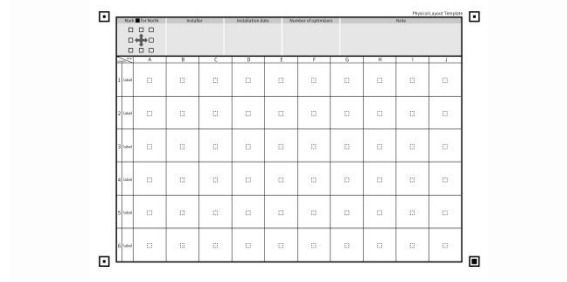 Physical Layout Template
Mark ■ for North Installer Installation date Number of optimizers Note
A B C D E F G H I J
1 Label
2 Label
3 Label
4 Label
5 Label
6 Label